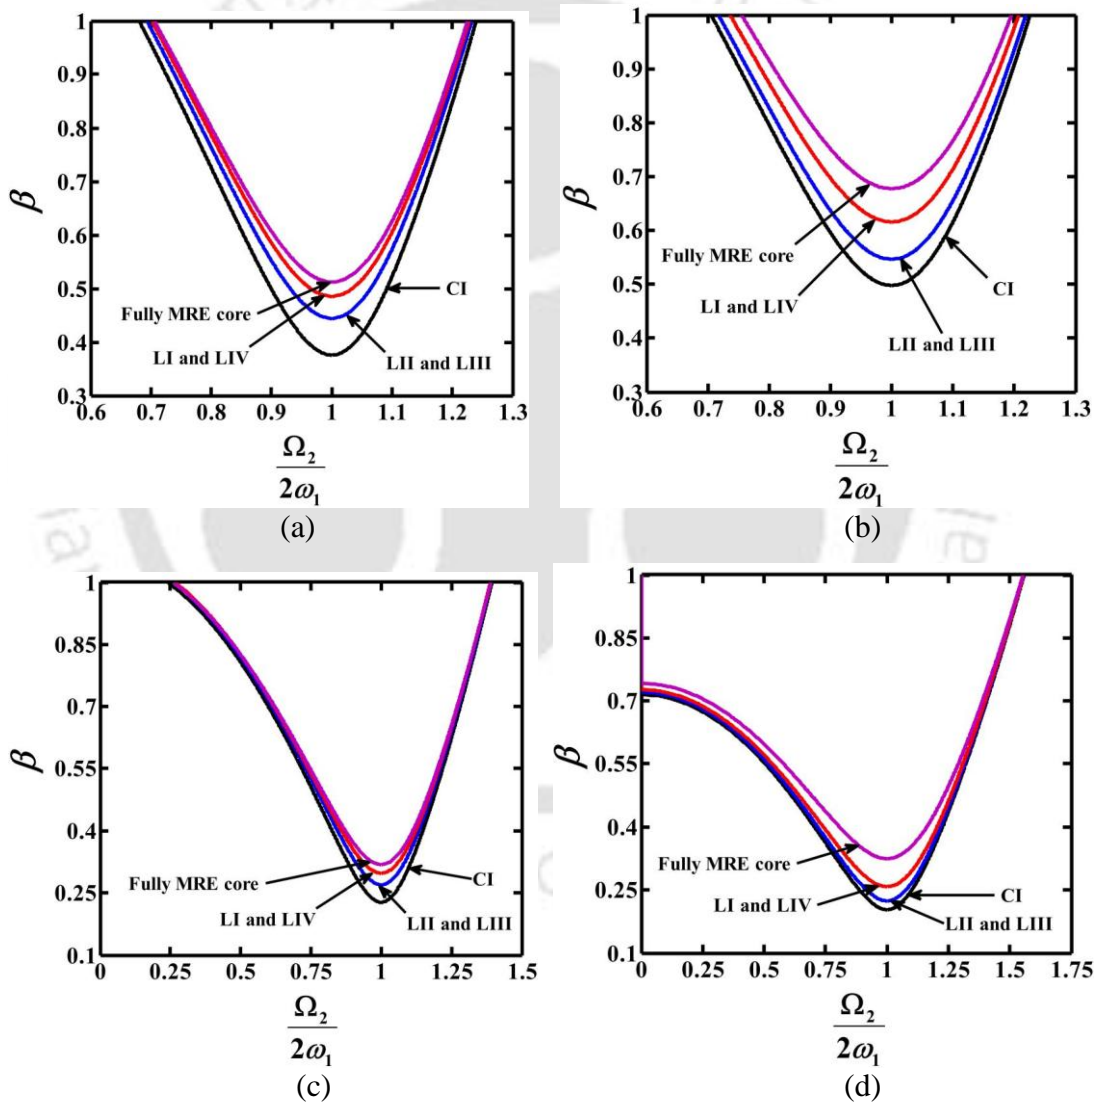 1
0.9
0.8
0.7
β
0.6
0.5
0.4
0.3
0.6 0.7 0.8 0.9 1 1.1 1.2 1.3
Fully MRE core
LI and LIV
CI
LII and LIII
Ω₂
2ω₁
(a)
1
0.9
0.8
0.7
β
0.6
0.5
0.4
0.3
0.6 0.7 0.8 0.9 1 1.1 1.2 1.3
Fully MRE core
CI
LI and LIV
LII and LIII
Ω₂
2ω₁
(b)
1
0.85
0.7
β
0.55
0.4
0.25
0.1
0 0.25 0.5 0.75 1 1.25 1.5
Fully MRE core
CI
LI and LIV
LII and LIII
Ω₂
2ω₁
(c)
1
0.85
0.7
β
0.55
0.4
0.25
0.1
0 0.25 0.5 0.75 1 1.25 1.5 1.75
Fully MRE core
LI and LIV
CI
LII and LIII
Ω₂
2ω₁
(d)